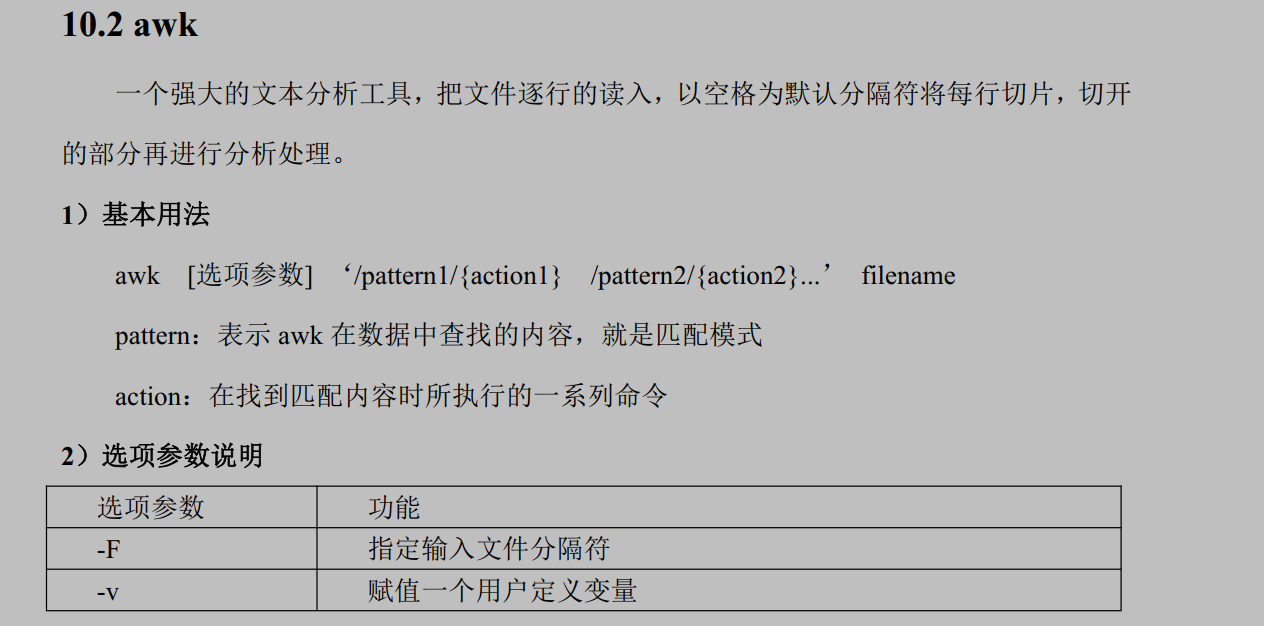 10.2 awk
一个强大的文本分析工具，把文件逐行的读入，以空格为默认分隔符将每行切片，切开
的部分再进行分析处理。
1）基本用法
awk [选项参数] ‘/pattern1/{action1} /pattern2/{action2}...’ filename
pattern：表示 awk 在数据中查找的内容，就是匹配模式
action：在找到匹配内容时所执行的一系列命令
2）选项参数说明
选项参数 功能
-F 指定输入文件分隔符
-v 赋值一个用户定义变量